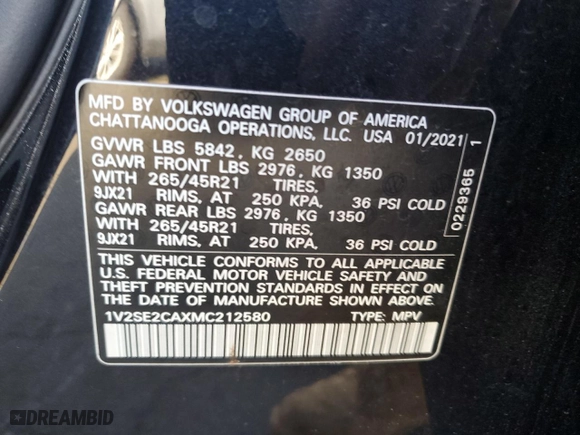 MFD BY VOLKSWAGEN GROUP OF AMERICA
CHATTANOOGA OPERATIONS, LLC. USA 01/2021
GVWR LBS 5842, KG 2650
GAWR FRONT LBS 2976, KG 1350
WITH 265/45R21 TIRES,
9JX21 RIMS, AT 250 KPA, 36 PSI COLD
GAWR REAR LBS 2976, KG 1350
WITH 265/45R21 TIRES,
9JX21 RIMS, AT 250 KPA, 36 PSI COLD
THIS VEHICLE CONFORMS TO ALL APPLICABLE
U.S. FEDERAL MOTOR VEHICLE SAFETY AND
THEFT PREVENTION STANDARDS IN EFFECT ON
THE DATE OF MANUFACTURE SHOWN ABOVE.
1V2SE2CAXMC212580 TYPE: MPV
0229365 1
DREAMBID